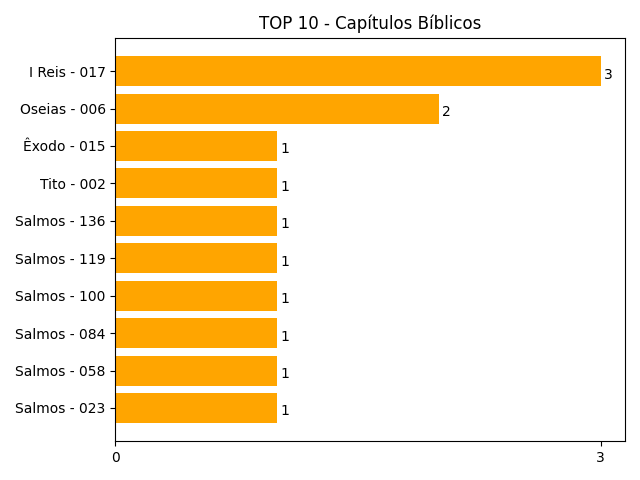 TOP 10 - Capítulos Bíblicos
I Reis - 017 3
Oseias - 006 2
Êxodo - 015 1
Tito - 002 1
Salmos - 136 1
Salmos - 119 1
Salmos - 100 1
Salmos - 084 1
Salmos - 058 1
Salmos - 023 1
0 3